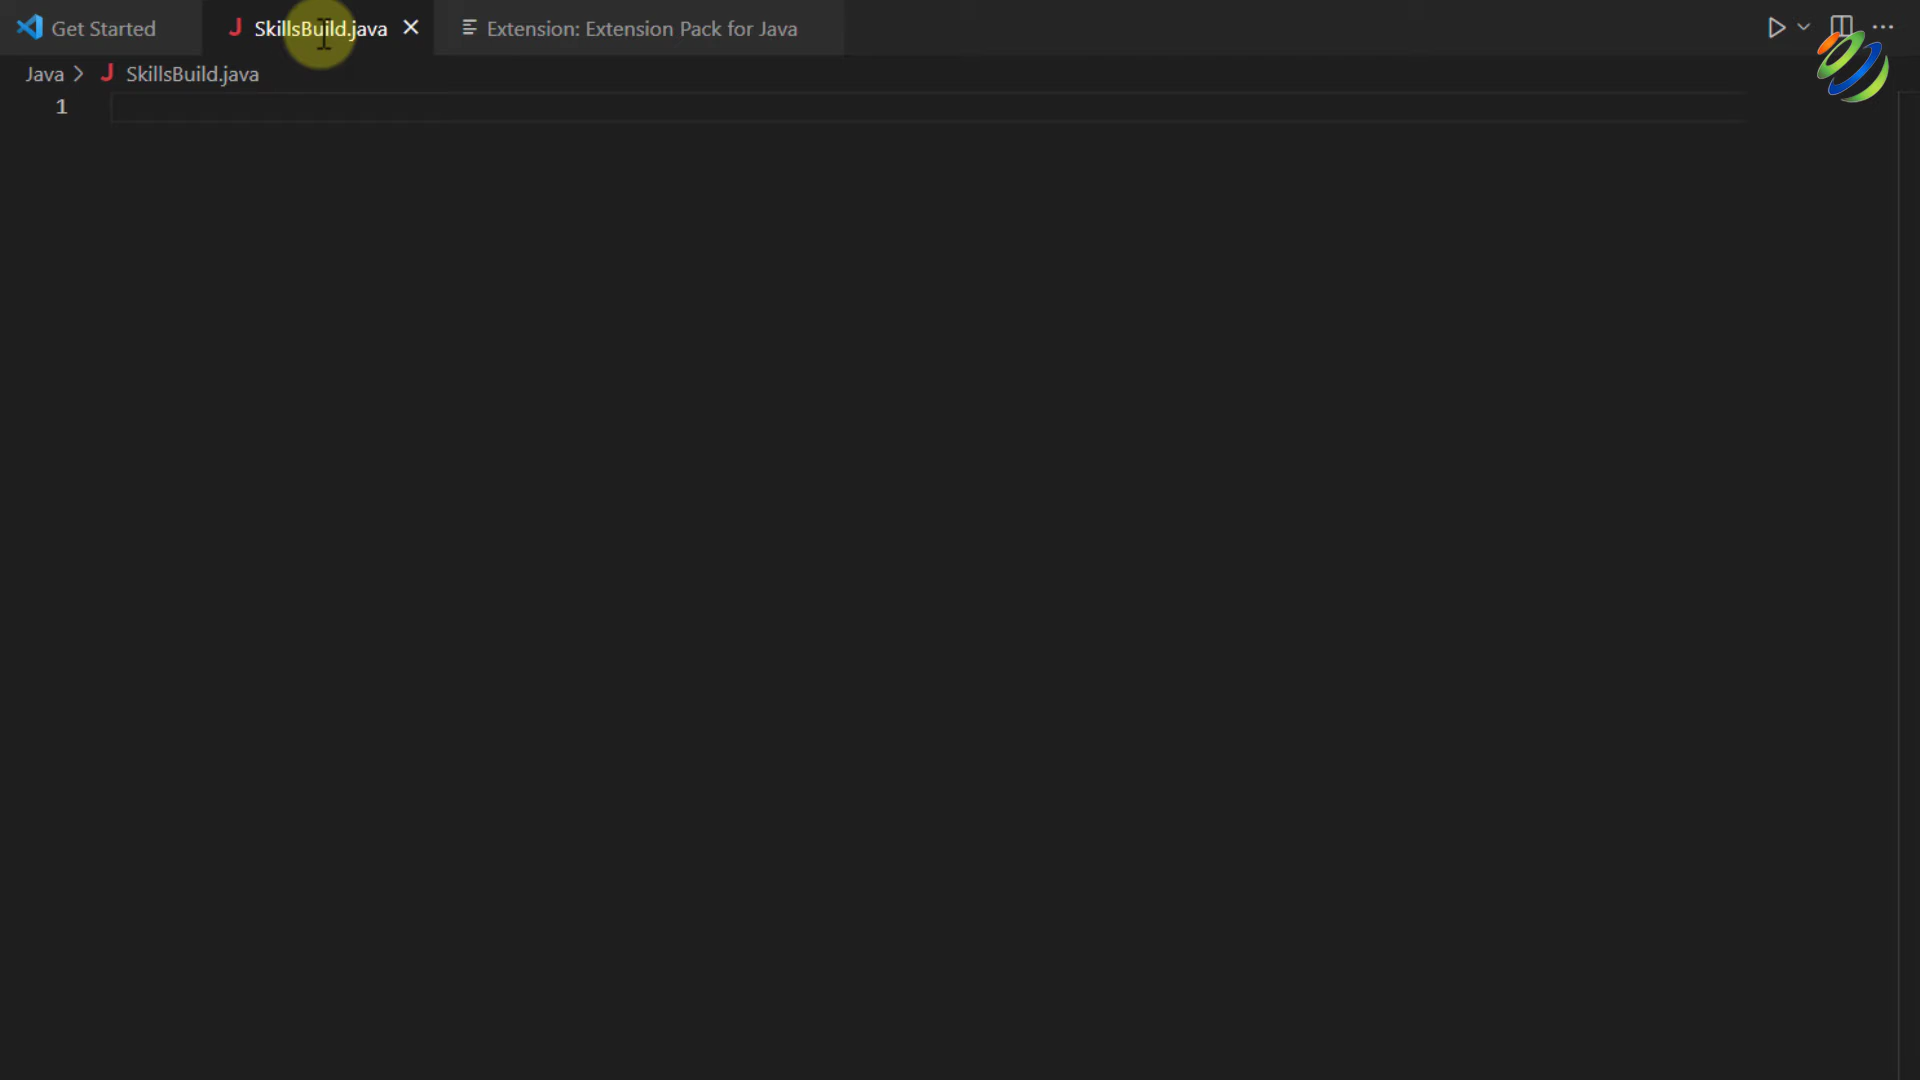 Get Started
J SkillsBuild.java
Extension: Extension Pack for Java
Java > J SkillsBuild.java
1